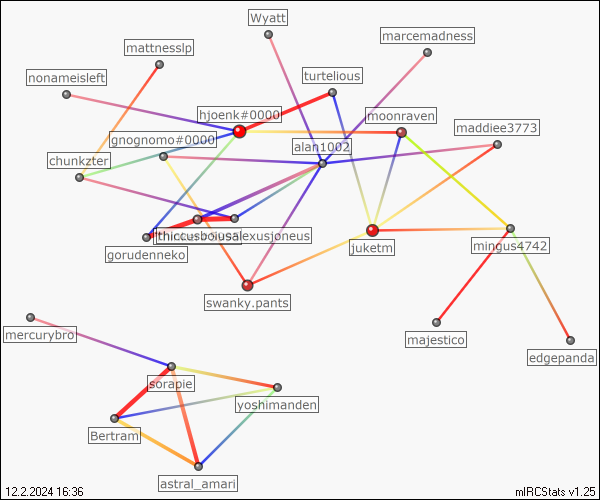 Wyatt
marcemadness
mattnesslp
nonameisleft
turtelious
hjoenk#0000
moonraven
maddiee3773
gnognomo#0000
alan1002
chunkzter
gorudenneko
juketm
mingus4742
swanky.pants
mercurybro
majestico
edgepanda
sorapie
yoshimanden
Bertram
astral_amari
12.2.2024 16:36
mIRCStats v1.25